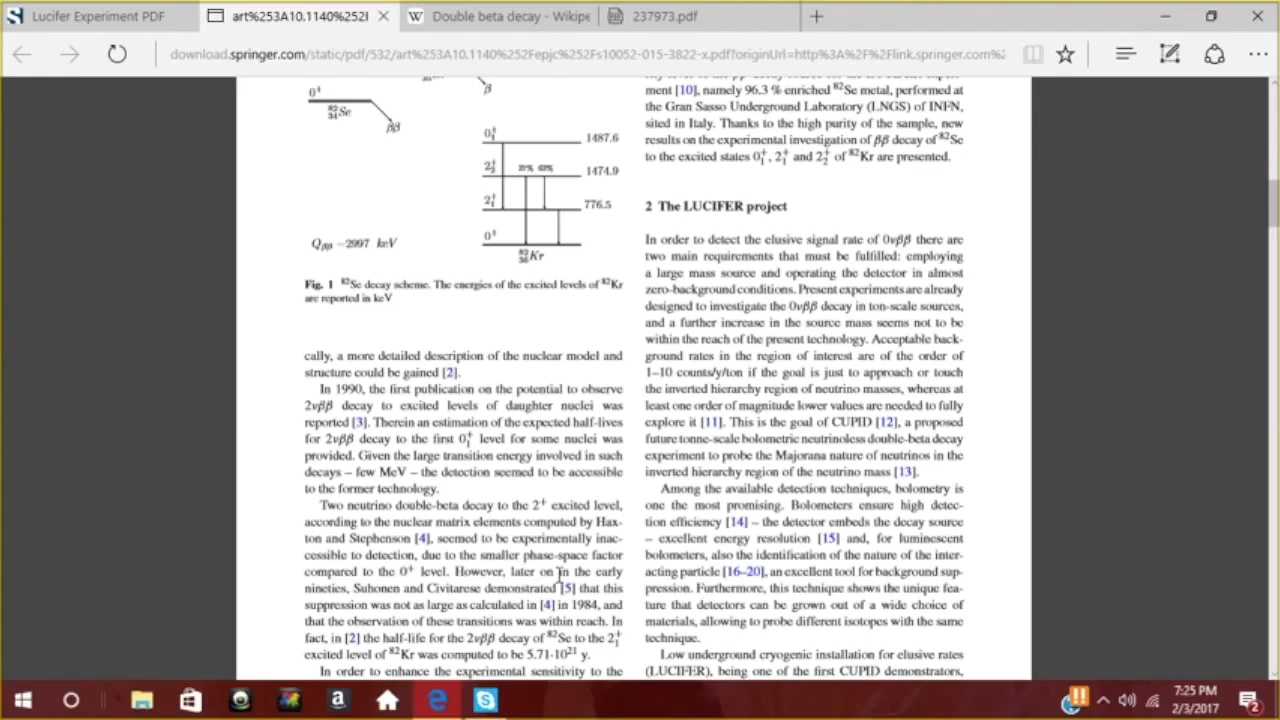 Lucifer Experiment PDF
art%253A10.1140%252I
Double beta decay - Wikipe
237973.pdf
download.springer.com/static/pdf/532/art%253A10.1140%252Fepjc%252Fs10052-015-3822-x.pdf?originUrl=http%3A%2F%2Flink.springer.com%2
β
0⁺
⁸²₃₄Se
ββ
0⁺₁ 1487.6
2⁺₂ 1474.9
2⁺₁ 776.5
0⁺
⁸²₃₆Kr
Qββ =2997 keV
Fig. 1 ⁸²Se decay scheme. The energies of the excited levels of ⁸²Kr
are reported in keV
cally, a more detailed description of the nuclear model and
structure could be gained [2].
In 1990, the first publication on the potential to observe
2νββ decay to excited levels of daughter nuclei was
reported [3]. Therein an estimation of the expected half-lives
for 2νββ decay to the first 0⁺₁ level for some nuclei was
provided. Given the large transition energy involved in such
decays – few MeV – the detection seemed to be accessible
to the former technology.
Two neutrino double-beta decay to the 2⁺ excited level,
according to the nuclear matrix elements computed by Hax-
ton and Stephenson [4], seemed to be experimentally inac-
cessible to detection, due to the smaller phase-space factor
compared to the 0⁺ level. However, later on in the early
nineties, Suhonen and Civitarese demonstrated [5] that this
suppression was not as large as calculated in [4] in 1984, and
that the observation of these transitions was within reach. In
fact, in [2] the half-life for the 2νββ decay of ⁸²Se to the 2⁺₁
excited level of ⁸²Kr was computed to be 5.71·10²¹ y.
In order to enhance the experimental sensitivity to the
ment [10], namely 96.3 % enriched ⁸²Se metal, performed at
the Gran Sasso Underground Laboratory (LNGS) of INFN,
sited in Italy. Thanks to the high purity of the sample, new
results on the experimental investigation of ββ decay of ⁸²Se
to the excited states 0⁺₁, 2⁺₁ and 2⁺₂ of ⁸²Kr are presented.
2 The LUCIFER project
In order to detect the elusive signal rate of 0νββ there are
two main requirements that must be fulfilled: employing
a large mass source and operating the detector in almost
zero-background conditions. Present experiments are already
designed to investigate the 0νββ decay in ton-scale sources,
and a further increase in the source mass seems not to be
within the reach of the present technology. Acceptable back-
ground rates in the region of interest are of the order of
1–10 counts/y/ton if the goal is just to approach or touch
the inverted hierarchy region of neutrino masses, whereas at
least one order of magnitude lower values are needed to fully
explore it [11]. This is the goal of CUPID [12], a proposed
future tonne-scale bolometric neutrinoless double-beta decay
experiment to probe the Majorana nature of neutrinos in the
inverted hierarchy region of the neutrino mass [13].
Among the available detection techniques, bolometry is
one the most promising. Bolometers ensure high detec-
tion efficiency [14] – the detector embeds the decay source
– excellent energy resolution [15] and, for luminescent
bolometers, also the identification of the nature of the inter-
acting particle [16–20], an excellent tool for background sup-
pression. Furthermore, this technique shows the unique fea-
ture that detectors can be grown out of a wide choice of
materials, allowing to probe different isotopes with the same
technique.
Low underground cryogenic installation for elusive rates
(LUCIFER), being one of the first CUPID demonstrators,
7:25 PM
2/3/2017
2